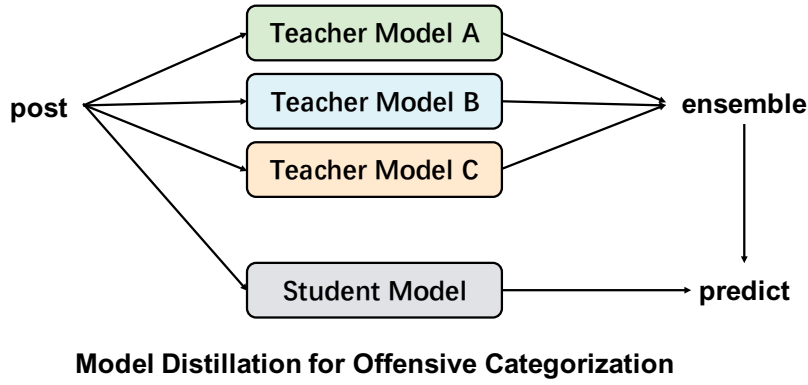 Teacher Model A
post
Teacher Model B
ensemble
Teacher Model C
Student Model
predict
Model Distillation for Offensive Categorization